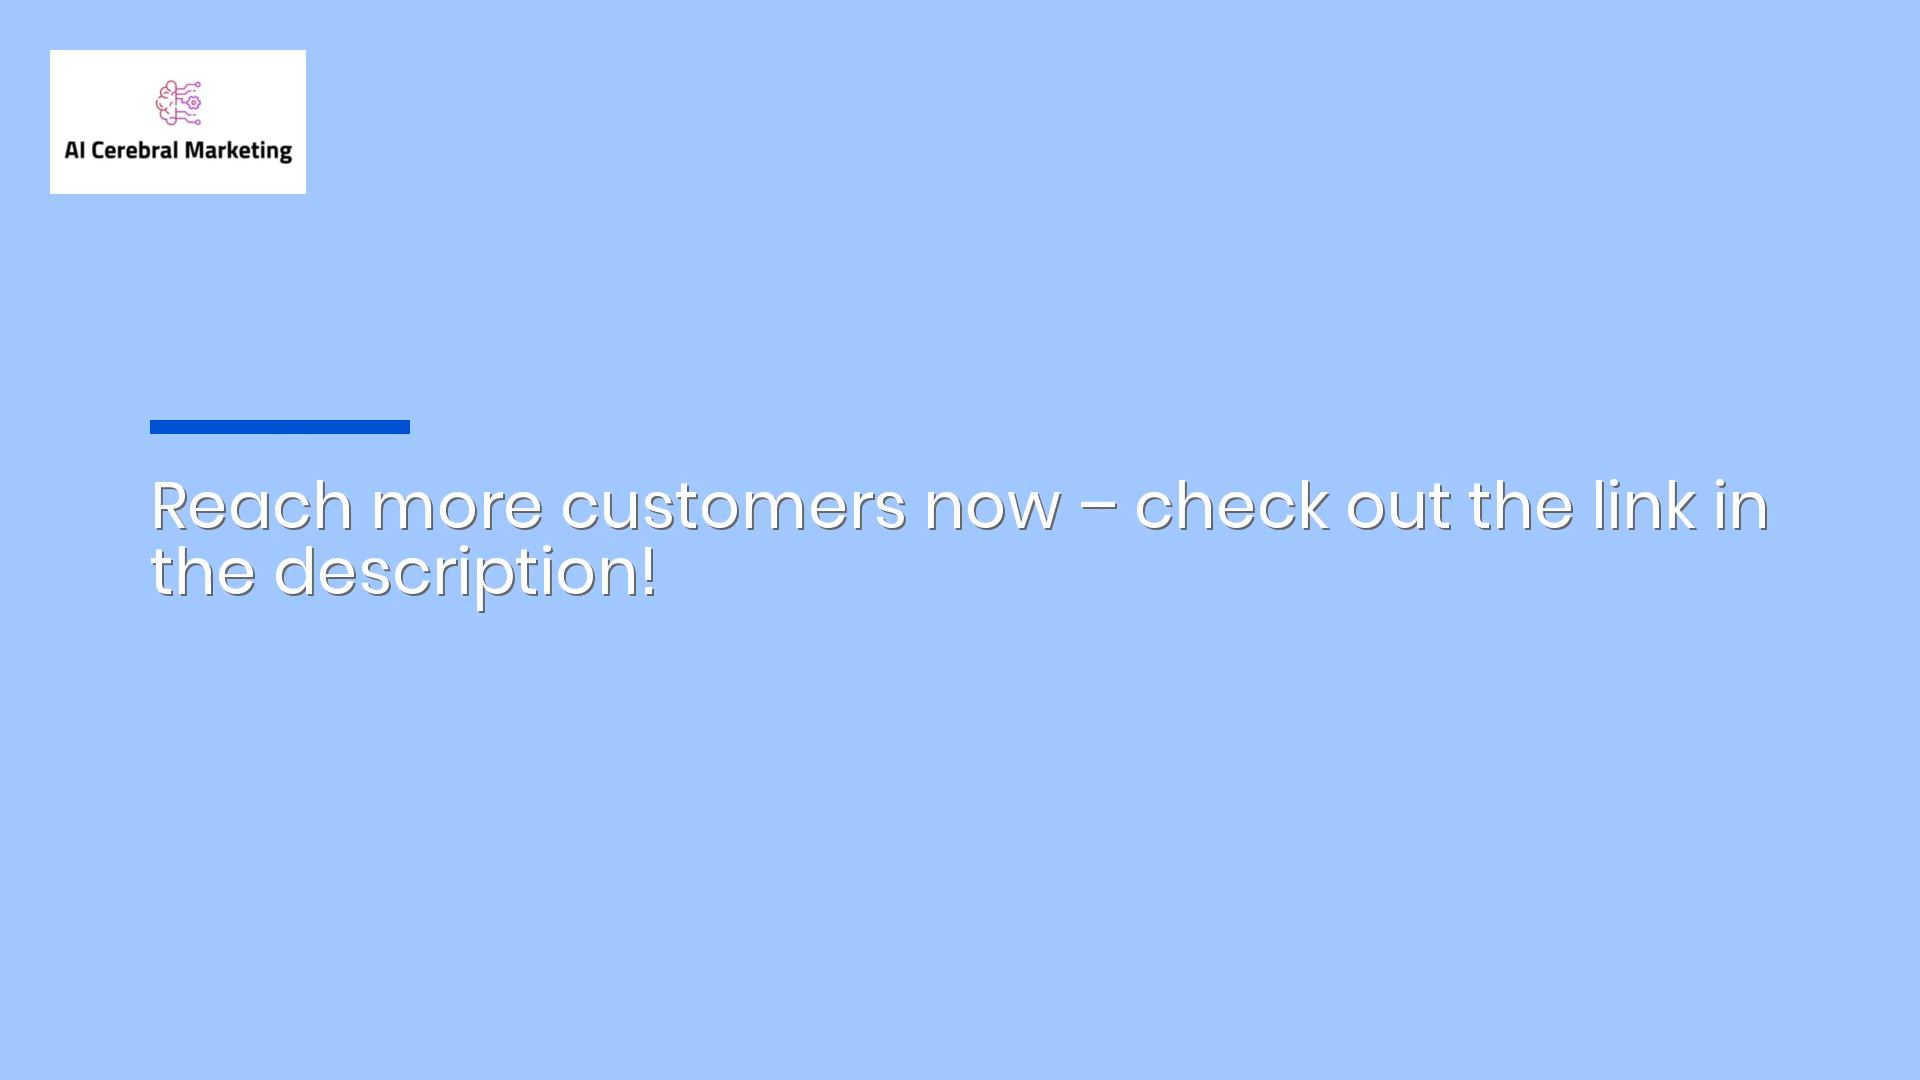 AI Cerebral Marketing
Reach more customers now – check out the link in
the description!